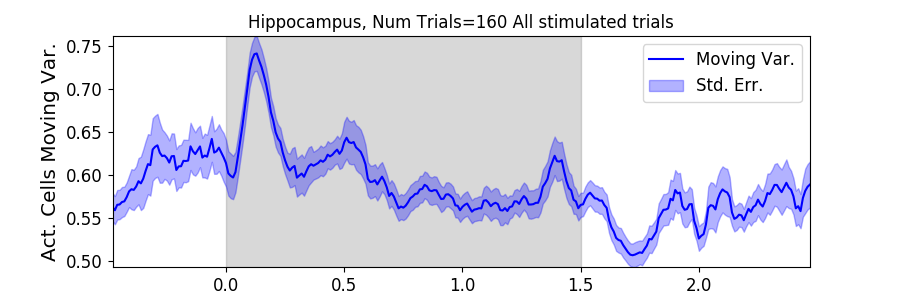 Hippocampus, Num Trials=160 All stimulated trials
Act. Cells Moving Var.
0.75
0.70
0.65
0.60
0.55
0.50
Moving Var.
Std. Err.
0.0 0.5 1.0 1.5 2.0